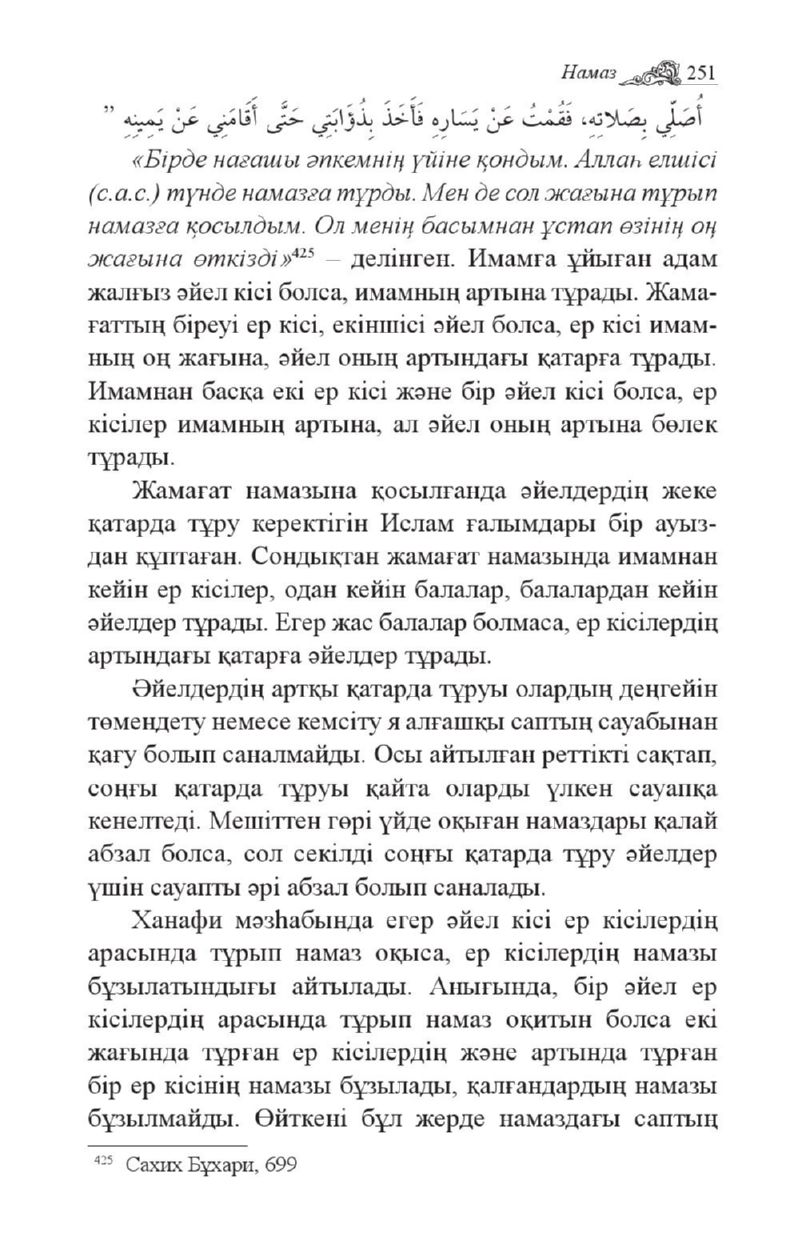 Намаз 251
أُصَلِّي بِصَلاَتِهِ، فَقُمْتُ عَنْ يَسَارِهِ فَأَخَذَ بِذُؤَابَتِي حَتَّى أَقَامَنِي عَنْ يَمِينِهِ ”
«Бірде нағашы әпкемнің үйіне қондым. Аллаһ елшісі
(с.а.с.) түнде намазға тұрды. Мен де сол жағына тұрып
намазға қосылдым. Ол менің басымнан ұстап өзінің оң
жағына өткізді»⁴²⁵ – делінген. Имамға ұйыған адам
жалғыз әйел кісі болса, имамның артына тұрады. Жама-
ғаттың біреуі ер кісі, екіншісі әйел болса, ер кісі имам-
ның оң жағына, әйел оның артындағы қатарға тұрады.
Имамнан басқа екі ер кісі және бір әйел кісі болса, ер
кісілер имамның артына, ал әйел оның артына бөлек
тұрады.
Жамағат намазына қосылғанда әйелдердің жеке
қатарда тұру керектігін Ислам ғалымдары бір ауыз-
дан құптаған. Сондықтан жамағат намазында имамнан
кейін ер кісілер, одан кейін балалар, балалардан кейін
әйелдер тұрады. Егер жас балалар болмаса, ер кісілердің
артындағы қатарға әйелдер тұрады.
Әйелдердің артқы қатарда тұруы олардың деңгейін
төмендету немесе кемсіту я алғашқы саптың сауабынан
қағу болып саналмайды. Осы айтылған реттікті сақтап,
соңғы қатарда тұруы қайта оларды үлкен сауапқа
кенелтеді. Мешіттен гөрі үйде оқыған намаздары қалай
абзал болса, сол секілді соңғы қатарда тұру әйелдер
үшін сауапты әрі абзал болып саналады.
Ханафи мәзһабында егер әйел кісі ер кісілердің
арасында тұрып намаз оқыса, ер кісілердің намазы
бұзылатындығы айтылады. Анығында, бір әйел ер
кісілердің арасында тұрып намаз оқитын болса екі
жағында тұрған ер кісілердің және артында тұрған
бір ер кісінің намазы бұзылады, қалғандардың намазы
бұзылмайды. Өйткені бұл жерде намаздағы саптың
⁴²⁵ Сахих Бұхари, 699